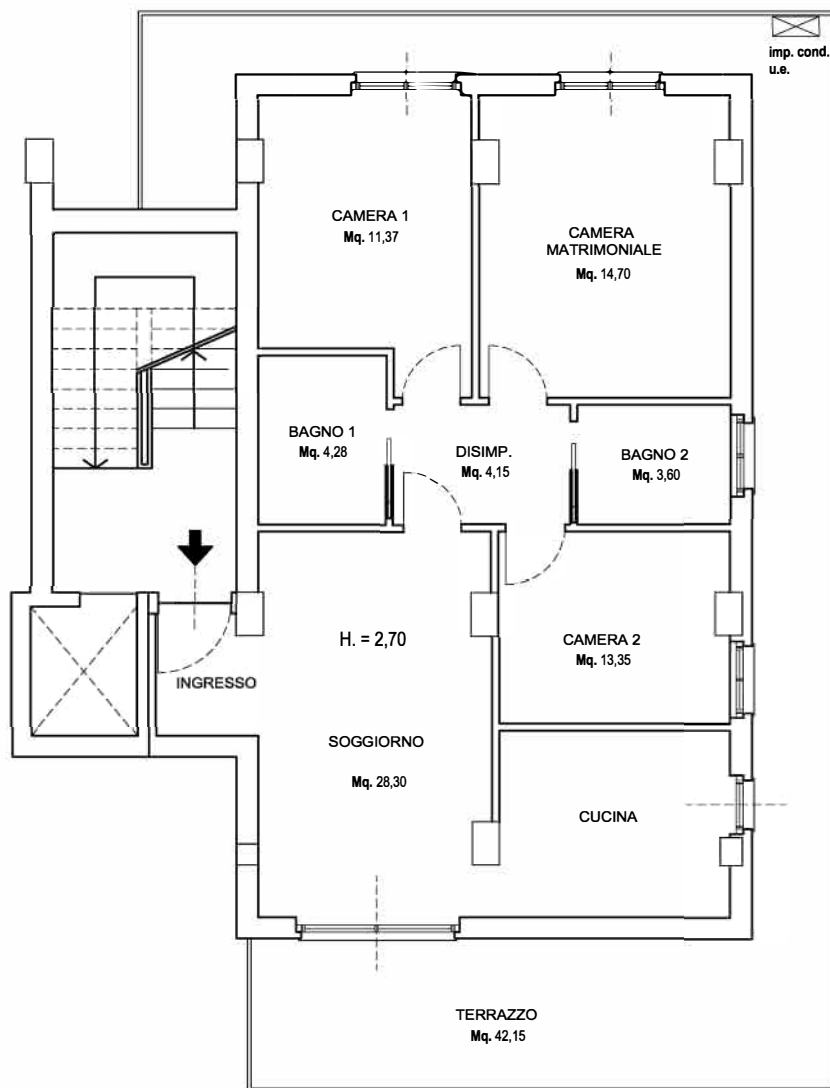 imp. cond.
u.e.
CAMERA 1
Mq. 11,37
CAMERA
MATRIMONIALE
Mq. 14,70
BAGNO 1
Mq. 4,28
DISIMP.
Mq. 4,15
BAGNO 2
Mq. 3,60
H. = 2,70
CAMERA 2
Mq. 13,35
INGRESSO
SOGGIORNO
Mq. 28,30
CUCINA
TERRAZZO
Mq. 42,15